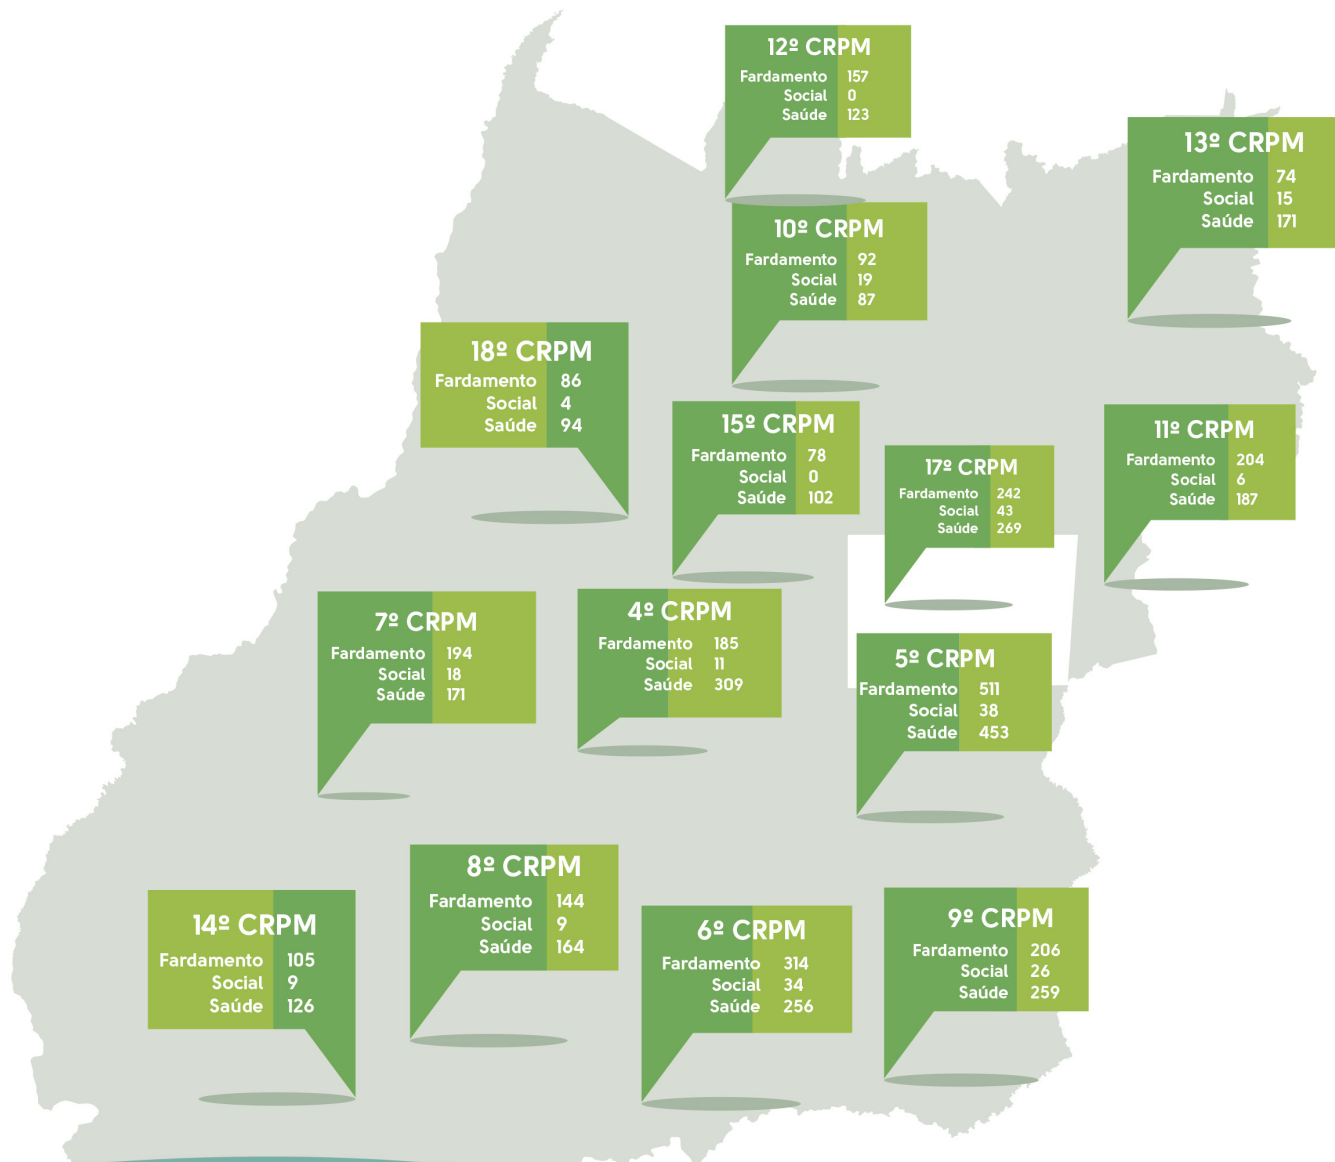 12º CRPM
Fardamento 157
Social 0
Saúde 123
13º CRPM
Fardamento 74
Social 15
Saúde 171
10º CRPM
Fardamento 92
Social 19
Saúde 87
18º CRPM
Fardamento 86
Social 4
Saúde 94
15º CRPM
Fardamento 78
Social 0
Saúde 102
17º CRPM
Fardamento 242
Social 43
Saúde 269
11º CRPM
Fardamento 204
Social 6
Saúde 187
7º CRPM
Fardamento 194
Social 18
Saúde 171
4º CRPM
Fardamento 185
Social 11
Saúde 309
5º CRPM
Fardamento 511
Social 38
Saúde 453
14º CRPM
Fardamento 105
Social 9
Saúde 126
8º CRPM
Fardamento 144
Social 9
Saúde 164
6º CRPM
Fardamento 314
Social 34
Saúde 256
9º CRPM
Fardamento 206
Social 26
Saúde 259